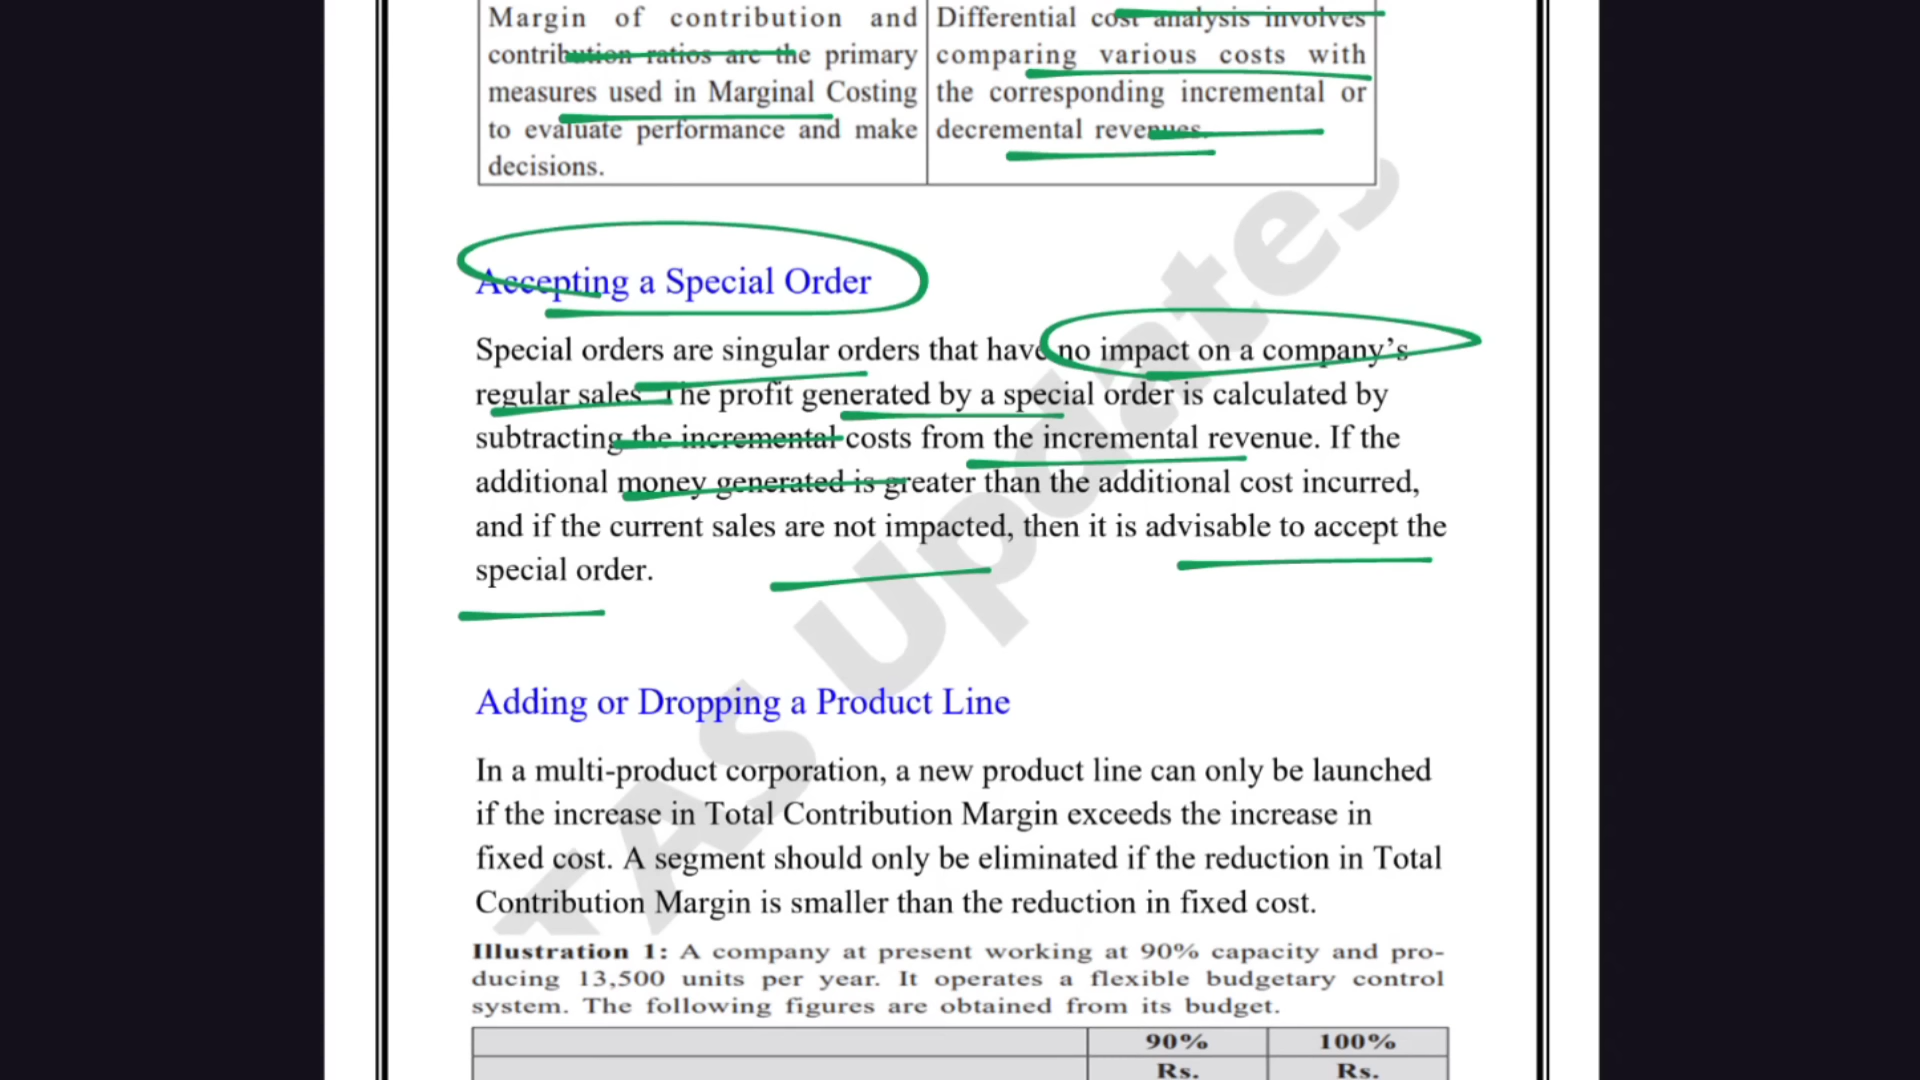 Margin of contribution and
contribution ratios are the primary
measures used in Marginal Costing
to evaluate performance and make
decisions.
Differential cost analysis involves
comparing various costs with
the corresponding incremental or
decremental revenues.
Accepting a Special Order
Special orders are singular orders that have no impact on a company’s
regular sales. The profit generated by a special order is calculated by
subtracting the incremental costs from the incremental revenue. If the
additional money generated is greater than the additional cost incurred,
and if the current sales are not impacted, then it is advisable to accept the
special order.
Adding or Dropping a Product Line
In a multi-product corporation, a new product line can only be launched
if the increase in Total Contribution Margin exceeds the increase in
fixed cost. A segment should only be eliminated if the reduction in Total
Contribution Margin is smaller than the reduction in fixed cost.
Illustration 1: A company at present working at 90% capacity and pro-
ducing 13,500 units per year. It operates a flexible budgetary control
system. The following figures are obtained from its budget.
90% 100%
Rs. Rs.
IAS Updates